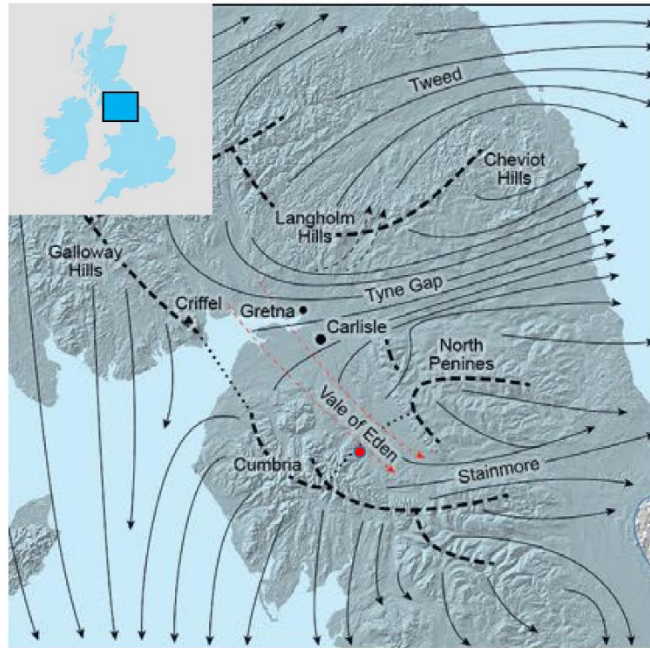 Tweed
Cheviot
Hills
Langholm
Hills
Galloway
Hills
Criffel
Gretna
Tyne Gap
Carlisle
North
Penines
Vale of Eden
Cumbria
Stainmore